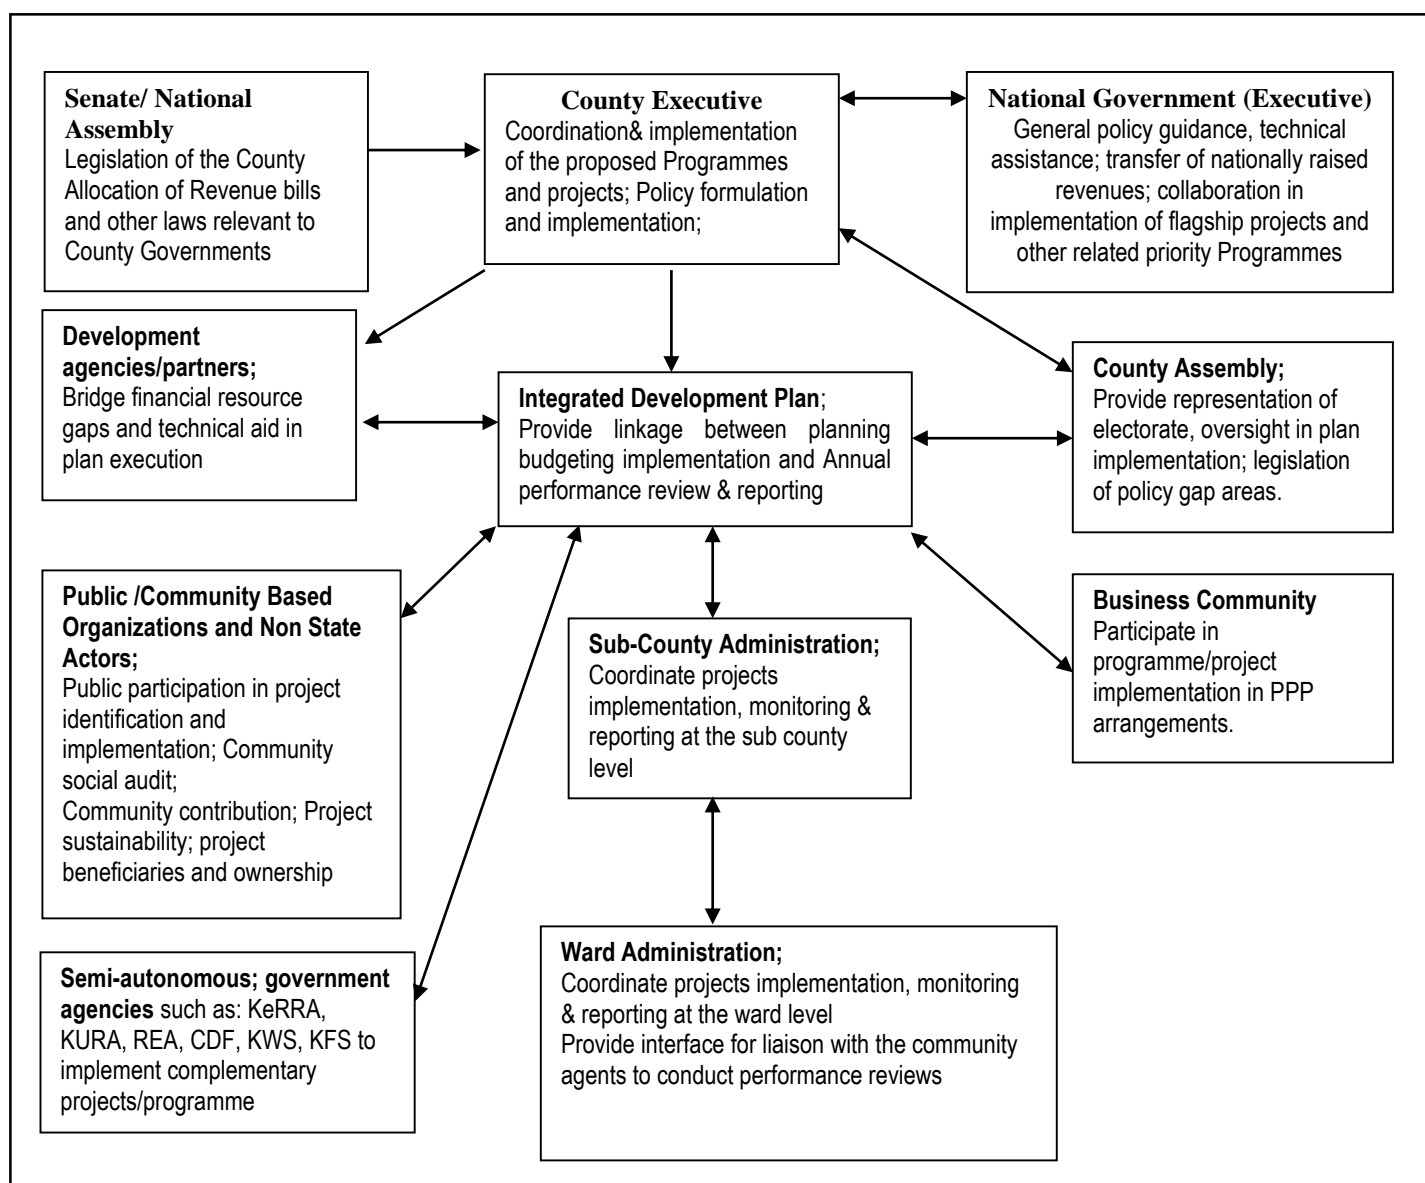 Senate/ National
Assembly
Legislation of the County
Allocation of Revenue bills
and other laws relevant to
County Governments
County Executive
Coordination& implementation
of the proposed Programmes
and projects; Policy formulation
and implementation;
National Government (Executive)
General policy guidance, technical
assistance; transfer of nationally raised
revenues; collaboration in
implementation of flagship projects and
other related priority Programmes
Development
agencies/partners;
Bridge financial resource
gaps and technical aid in
plan execution
Integrated Development Plan;
Provide linkage between planning
budgeting implementation and Annual
performance review & reporting
County Assembly;
Provide representation of
electorate, oversight in plan
implementation; legislation
of policy gap areas.
Public /Community Based
Organizations and Non State
Actors;
Public participation in project
identification and
implementation; Community
social audit;
Community contribution; Project
sustainability; project
beneficiaries and ownership
Sub-County Administration;
Coordinate projects
implementation, monitoring &
reporting at the sub county
level
Business Community
Participate in
programme/project
implementation in PPP
arrangements.
Semi-autonomous; government
agencies such as: KeRRA,
KURA, REA, CDF, KWS, KFS to
implement complementary
projects/programme
Ward Administration;
Coordinate projects implementation, monitoring
& reporting at the ward level
Provide interface for liaison with the community
agents to conduct performance reviews